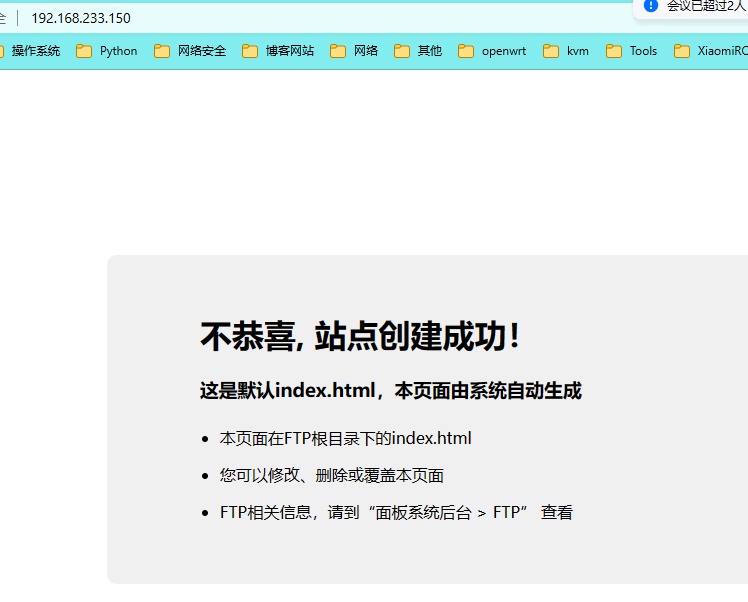 全 192.168.233.150
会议已超过2人
操作系统 Python 网络安全 博客网站 网络 其他 openwrt kvm Tools XiaomiRO
不恭喜, 站点创建成功！
这是默认index.html，本页面由系统自动生成
本页面在FTP根目录下的index.html
您可以修改、删除或覆盖本页面
FTP相关信息，请到“面板系统后台 > FTP” 查看